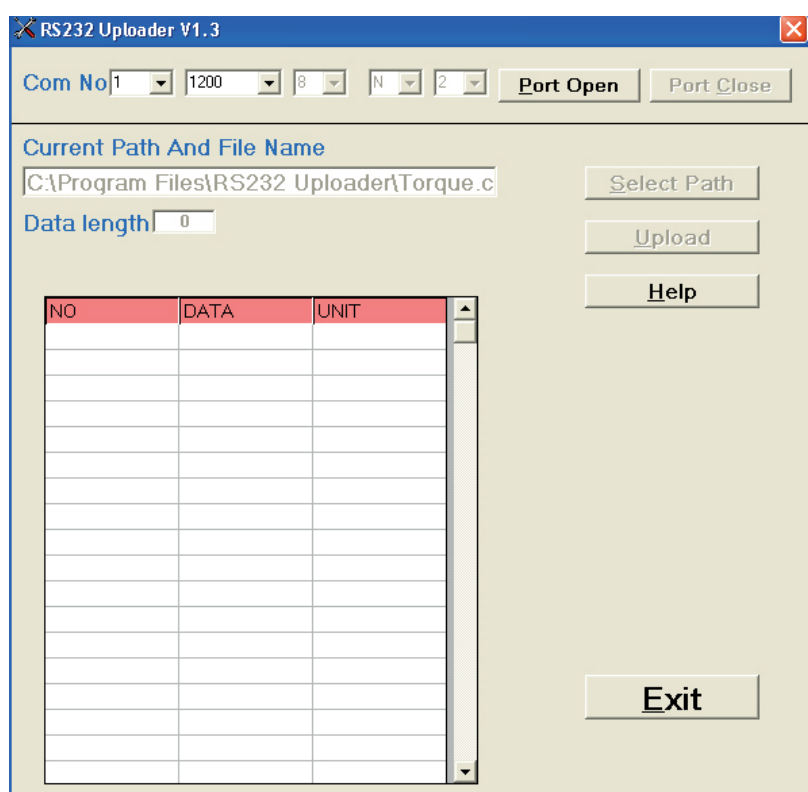 RS232 Uploader V1.3
Com No 1 1200 8 N 2 Port Open Port Close
Current Path And File Name
C:\Program Files\RS232 Uploader\Torque.c
Select Path
Data length 0
Upload
Help
NO DATA UNIT
Exit